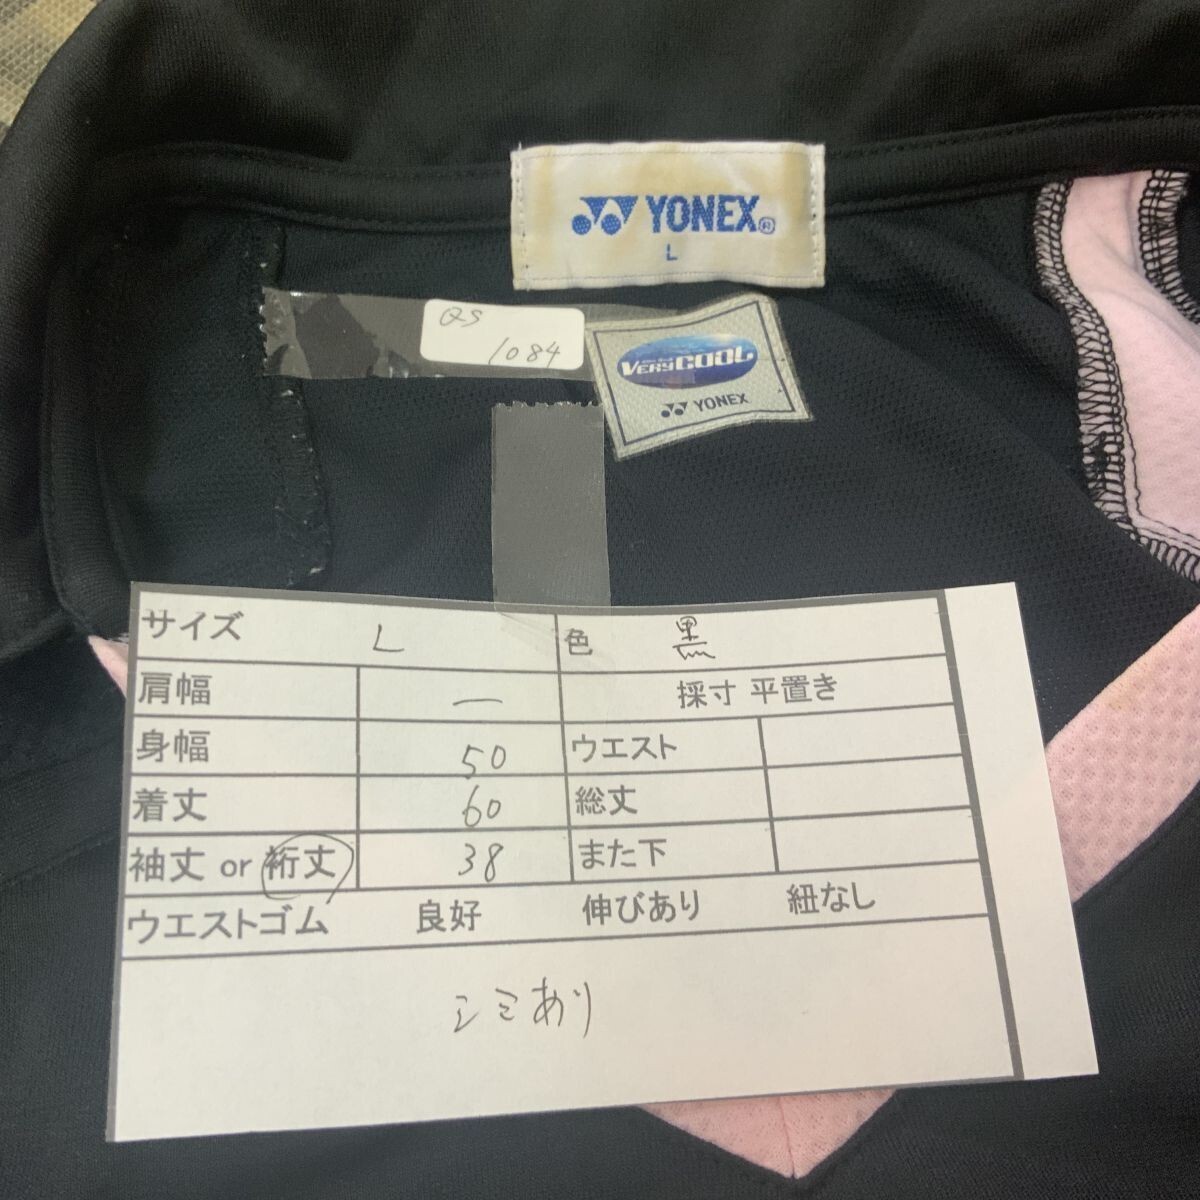 YONEX®
L
QS
1084
VERY COOL
YONEX
サイズ L 色 黒
肩幅 — 採寸 平置き
身幅 50 ウエスト
着丈 60 総丈
袖丈 or 裄丈 38 また下
ウエストゴム 良好 伸びあり 紐なし
シミあり